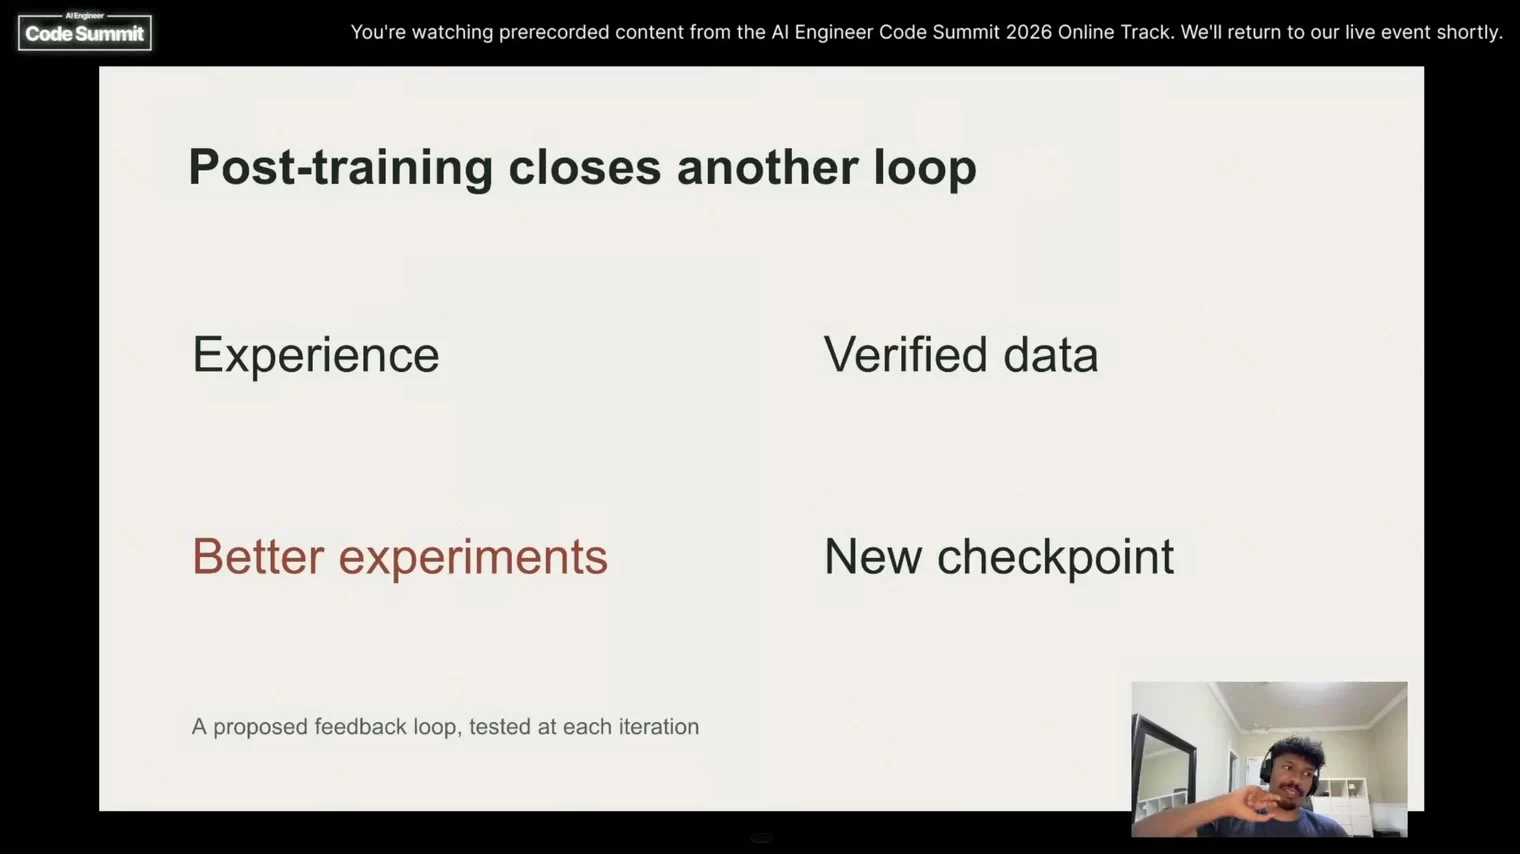 AI Engineer
Code Summit
You're watching prerecorded content from the AI Engineer Code Summit 2026 Online Track. We'll return to our live event shortly.
Post-training closes another loop
Experience
Verified data
Better experiments
New checkpoint
A proposed feedback loop, tested at each iteration